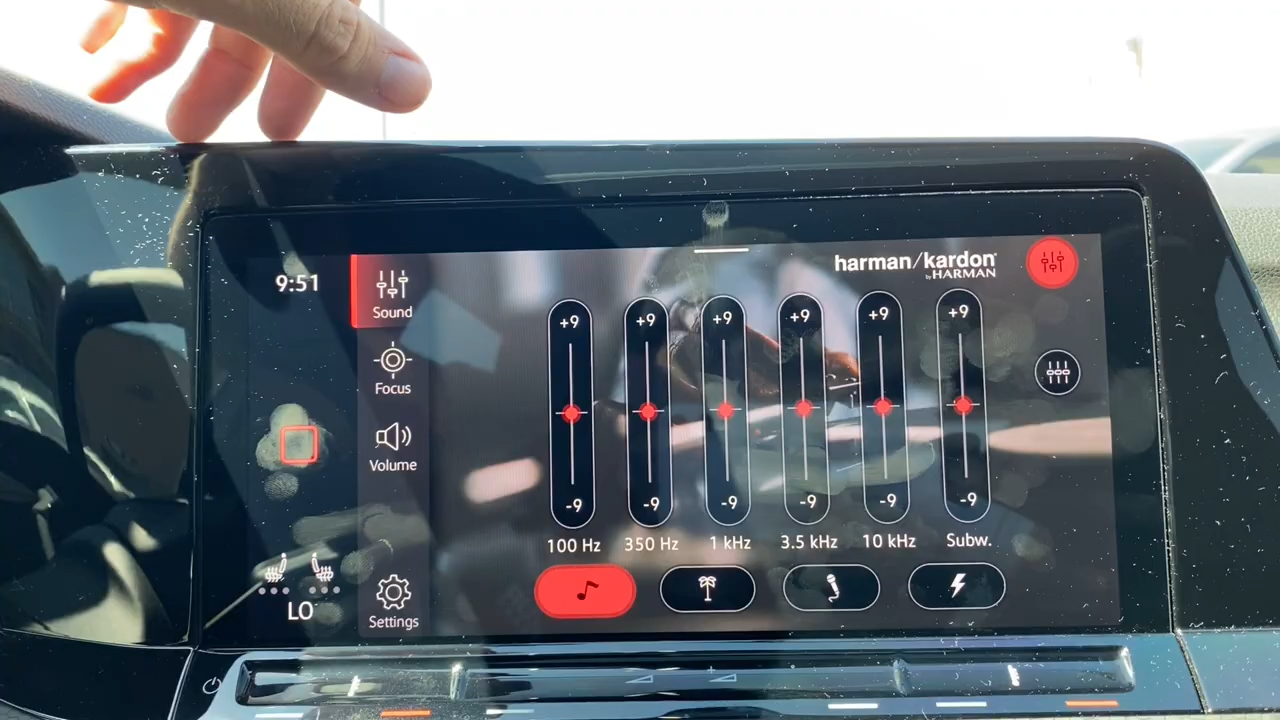 9:51
Sound
Focus
Volume
Settings
LO
harman/kardon
by HARMAN
+9 +9 +9 +9 +9 +9
-9 -9 -9 -9 -9 -9
100 Hz 350 Hz 1 kHz 3.5 kHz 10 kHz Subw.